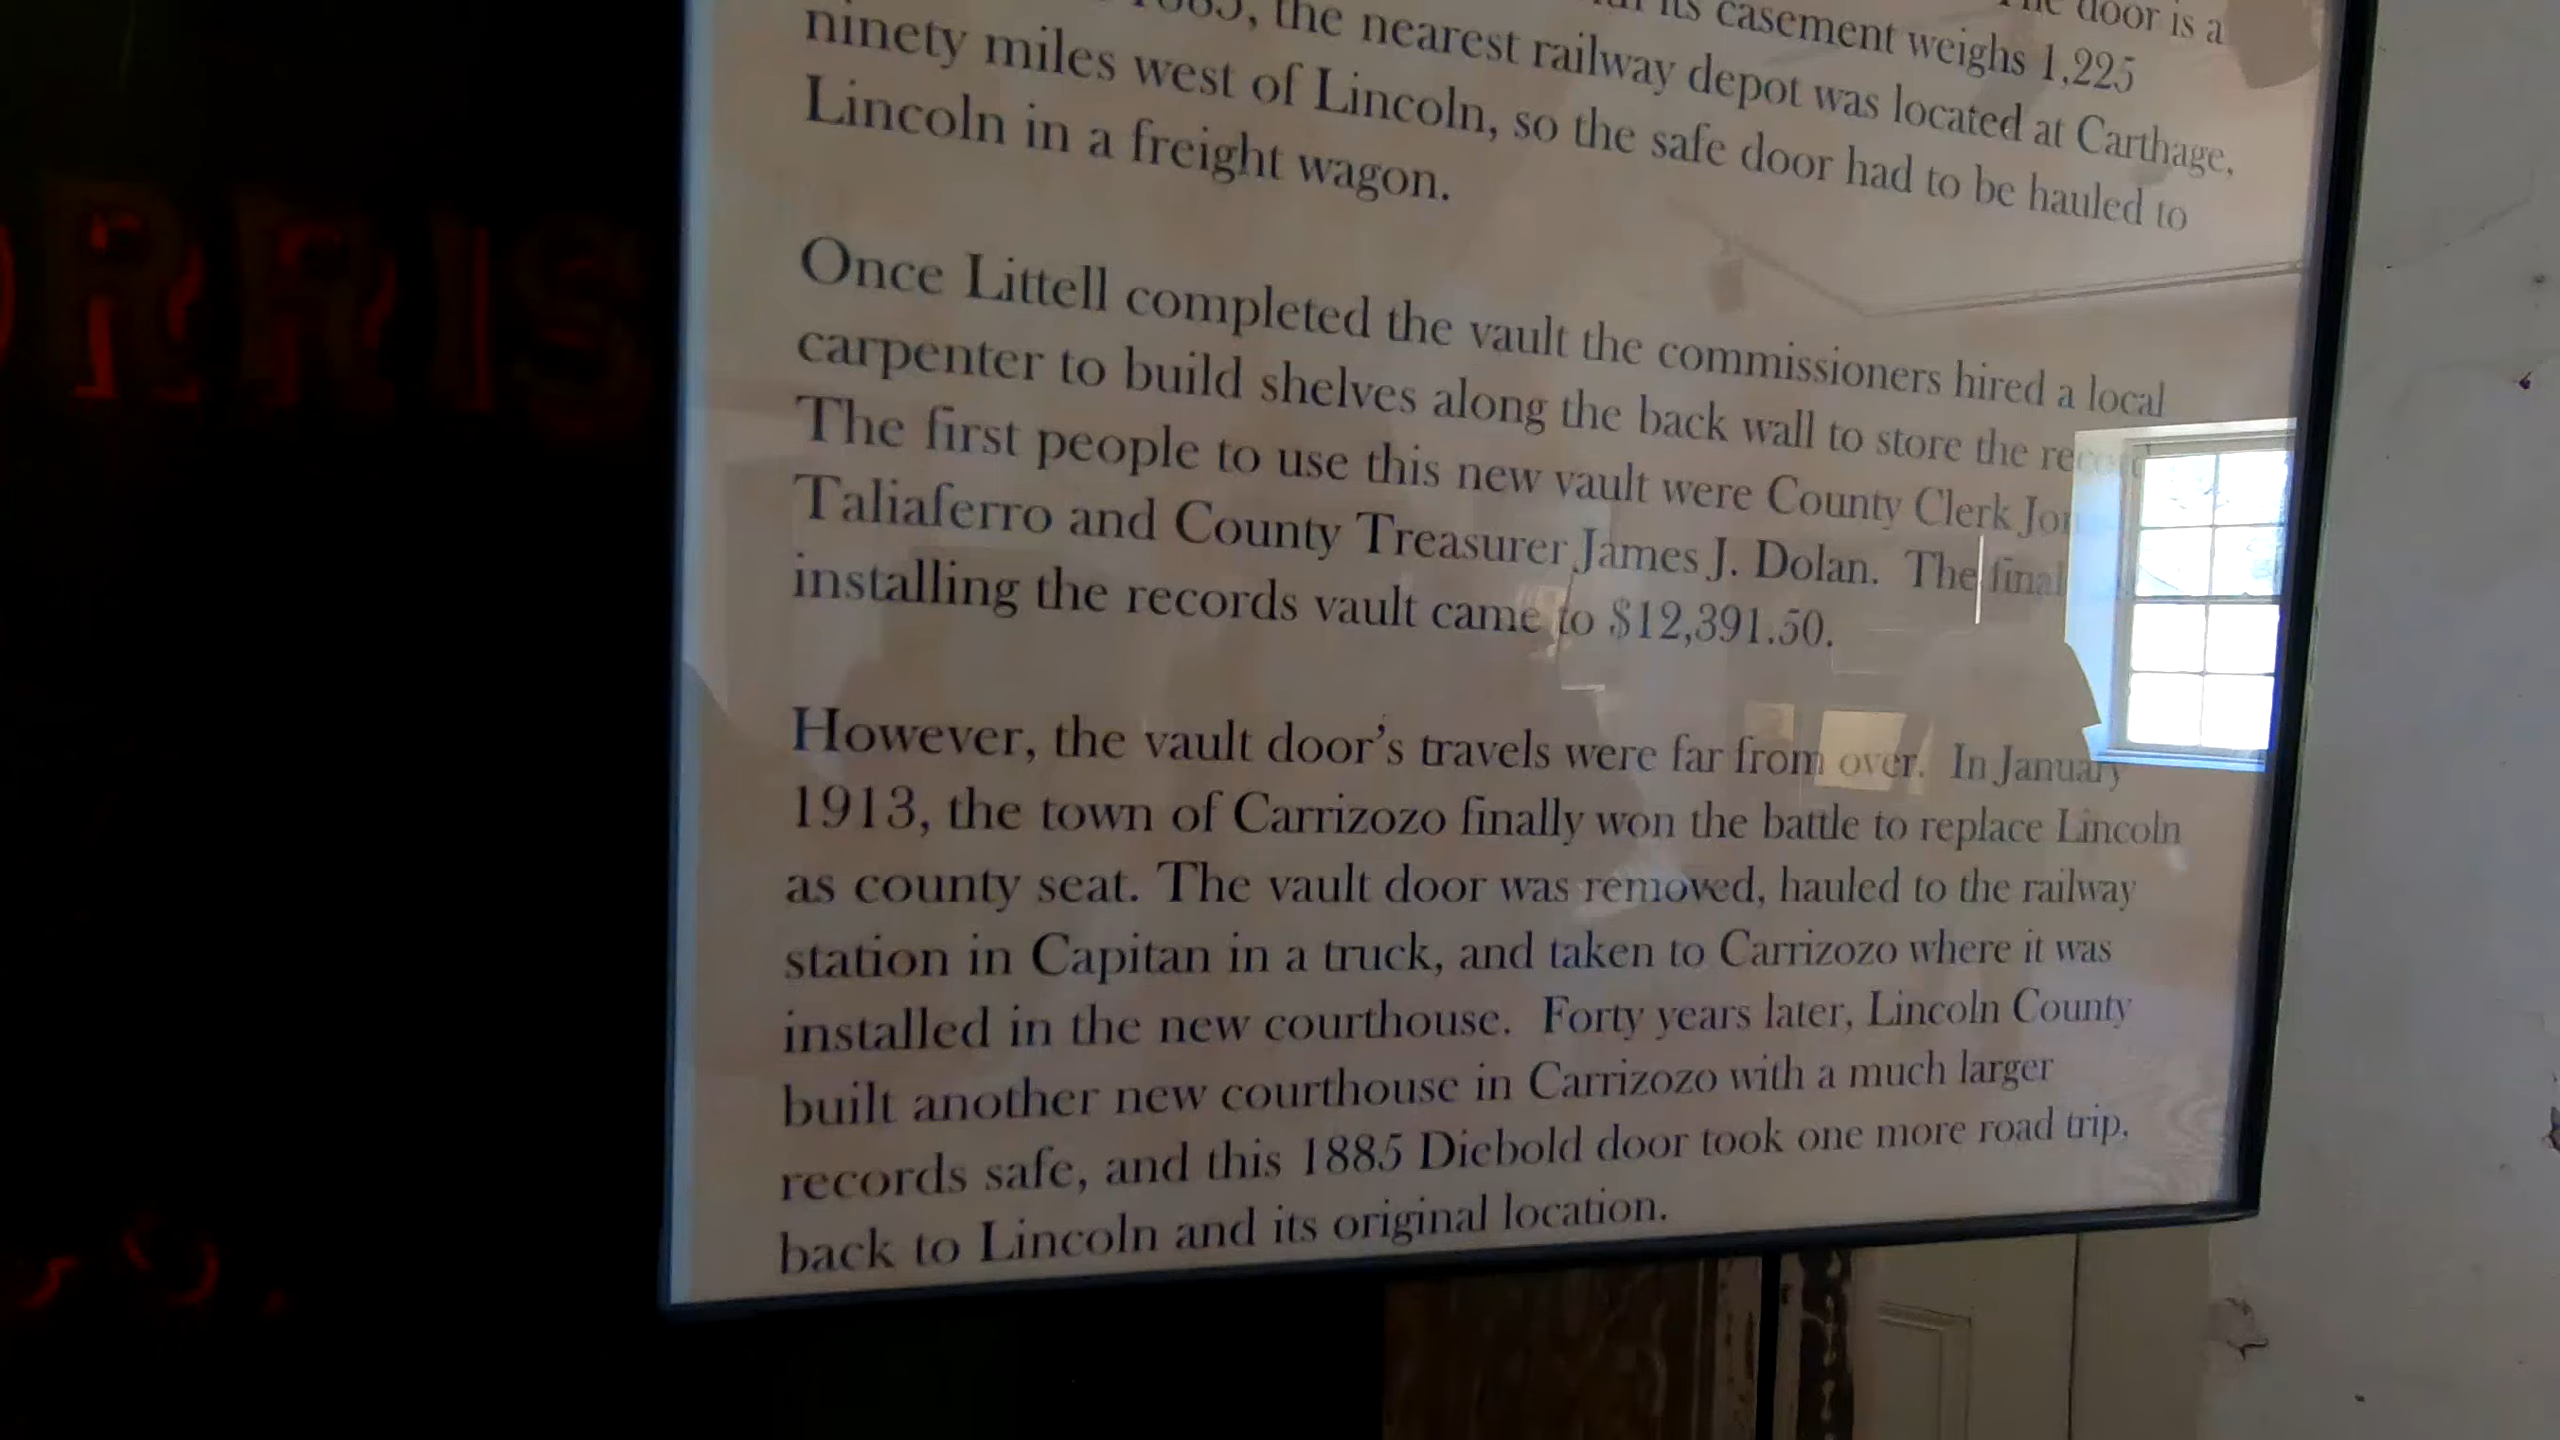 door is a
its casement weighs 1,225
the nearest railway depot was located at Carthage,
ninety miles west of Lincoln, so the safe door had to be hauled to
Lincoln in a freight wagon.
Once Littell completed the vault the commissioners hired a local
carpenter to build shelves along the back wall to store the
The first people to use this new vault were County Clerk
Taliaferro and County Treasurer James J. Dolan. The final
installing the records vault came to $12,391.50.
However, the vault door's travels were far from over. In January
1913, the town of Carrizozo finally won the battle to replace Lincoln
as county seat. The vault door was removed, hauled to the railway
station in Capitan in a truck, and taken to Carrizozo where it was
installed in the new courthouse. Forty years later, Lincoln County
built another new courthouse in Carrizozo with a much larger
records safe, and this 1885 Diebold door took one more road trip,
back to Lincoln and its original location.